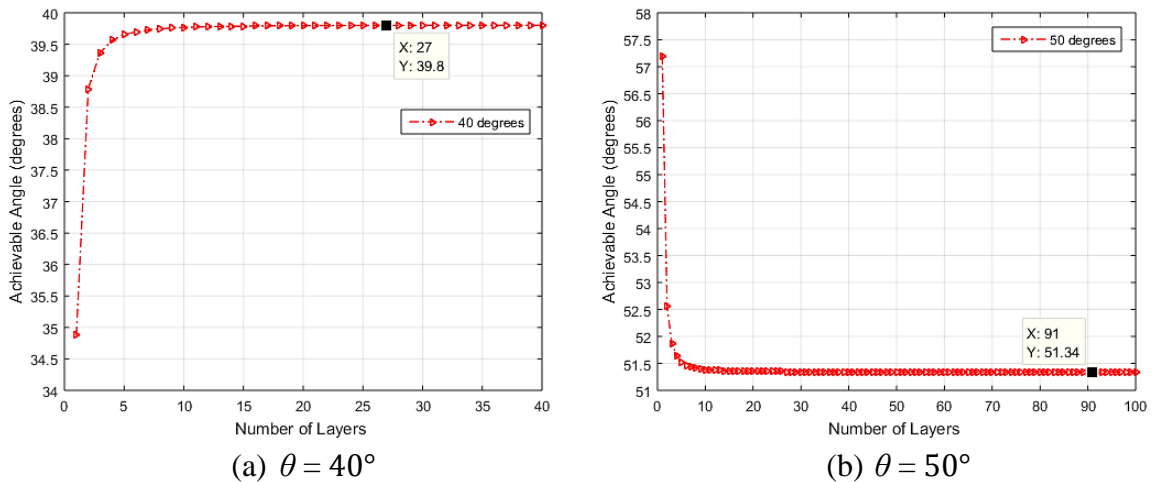 40
39.5
39
38.5
38
37.5
37
36.5
36
35.5
35
34.5
34
0 5 10 15 20 25 30 35 40
Achievable Angle (degrees)
Number of Layers
X: 27
Y: 39.8
40 degrees
(a) θ = 40°
58
57.5
57
56.5
56
55.5
55
54.5
54
53.5
53
52.5
52
51.5
51
0 10 20 30 40 50 60 70 80 90 100
Achievable Angle (degrees)
Number of Layers
50 degrees
X: 91
Y: 51.34
(b) θ = 50°